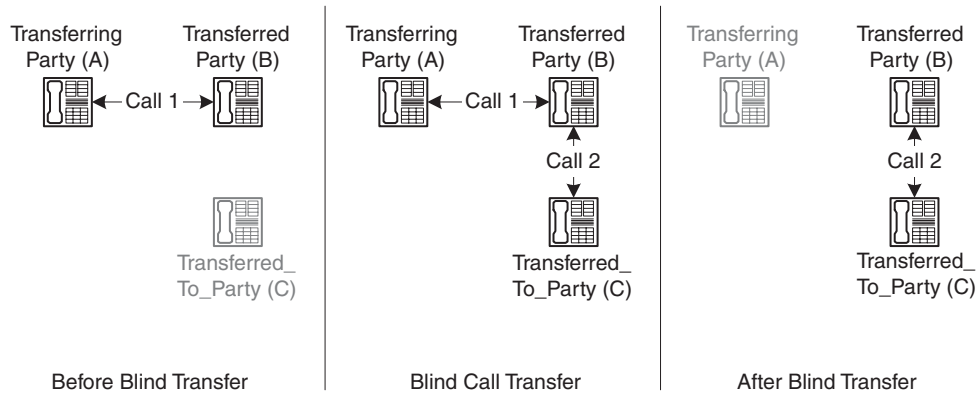 Transferring
Party (A)
Transferred
Party (B)
Call 1
Transferred_
To_Party (C)
Before Blind Transfer
Transferring
Party (A)
Transferred
Party (B)
Call 1
Call 2
Transferred_
To_Party (C)
Blind Call Transfer
Transferring
Party (A)
Transferred
Party (B)
Call 2
Transferred_
To_Party (C)
After Blind Transfer